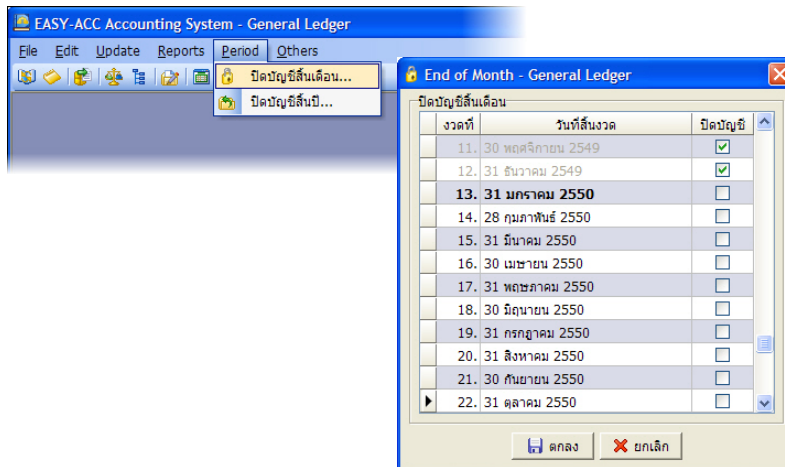 EASY-ACC Accounting System - General Ledger
File Edit Update Reports Period Others
ปิดบัญชีสิ้นเดือน...
ปิดบัญชีสิ้นปี...
End of Month - General Ledger
ปิดบัญชีสิ้นเดือน
งวดที่ วันที่สิ้นงวด ปิดบัญชี
11. 30 พฤศจิกายน 2549
12. 31 ธันวาคม 2549
13. 31 มกราคม 2550
14. 28 กุมภาพันธ์ 2550
15. 31 มีนาคม 2550
16. 30 เมษายน 2550
17. 31 พฤษภาคม 2550
18. 30 มิถุนายน 2550
19. 31 กรกฎาคม 2550
20. 31 สิงหาคม 2550
21. 30 กันยายน 2550
22. 31 ตุลาคม 2550
ตกลง ยกเลิก